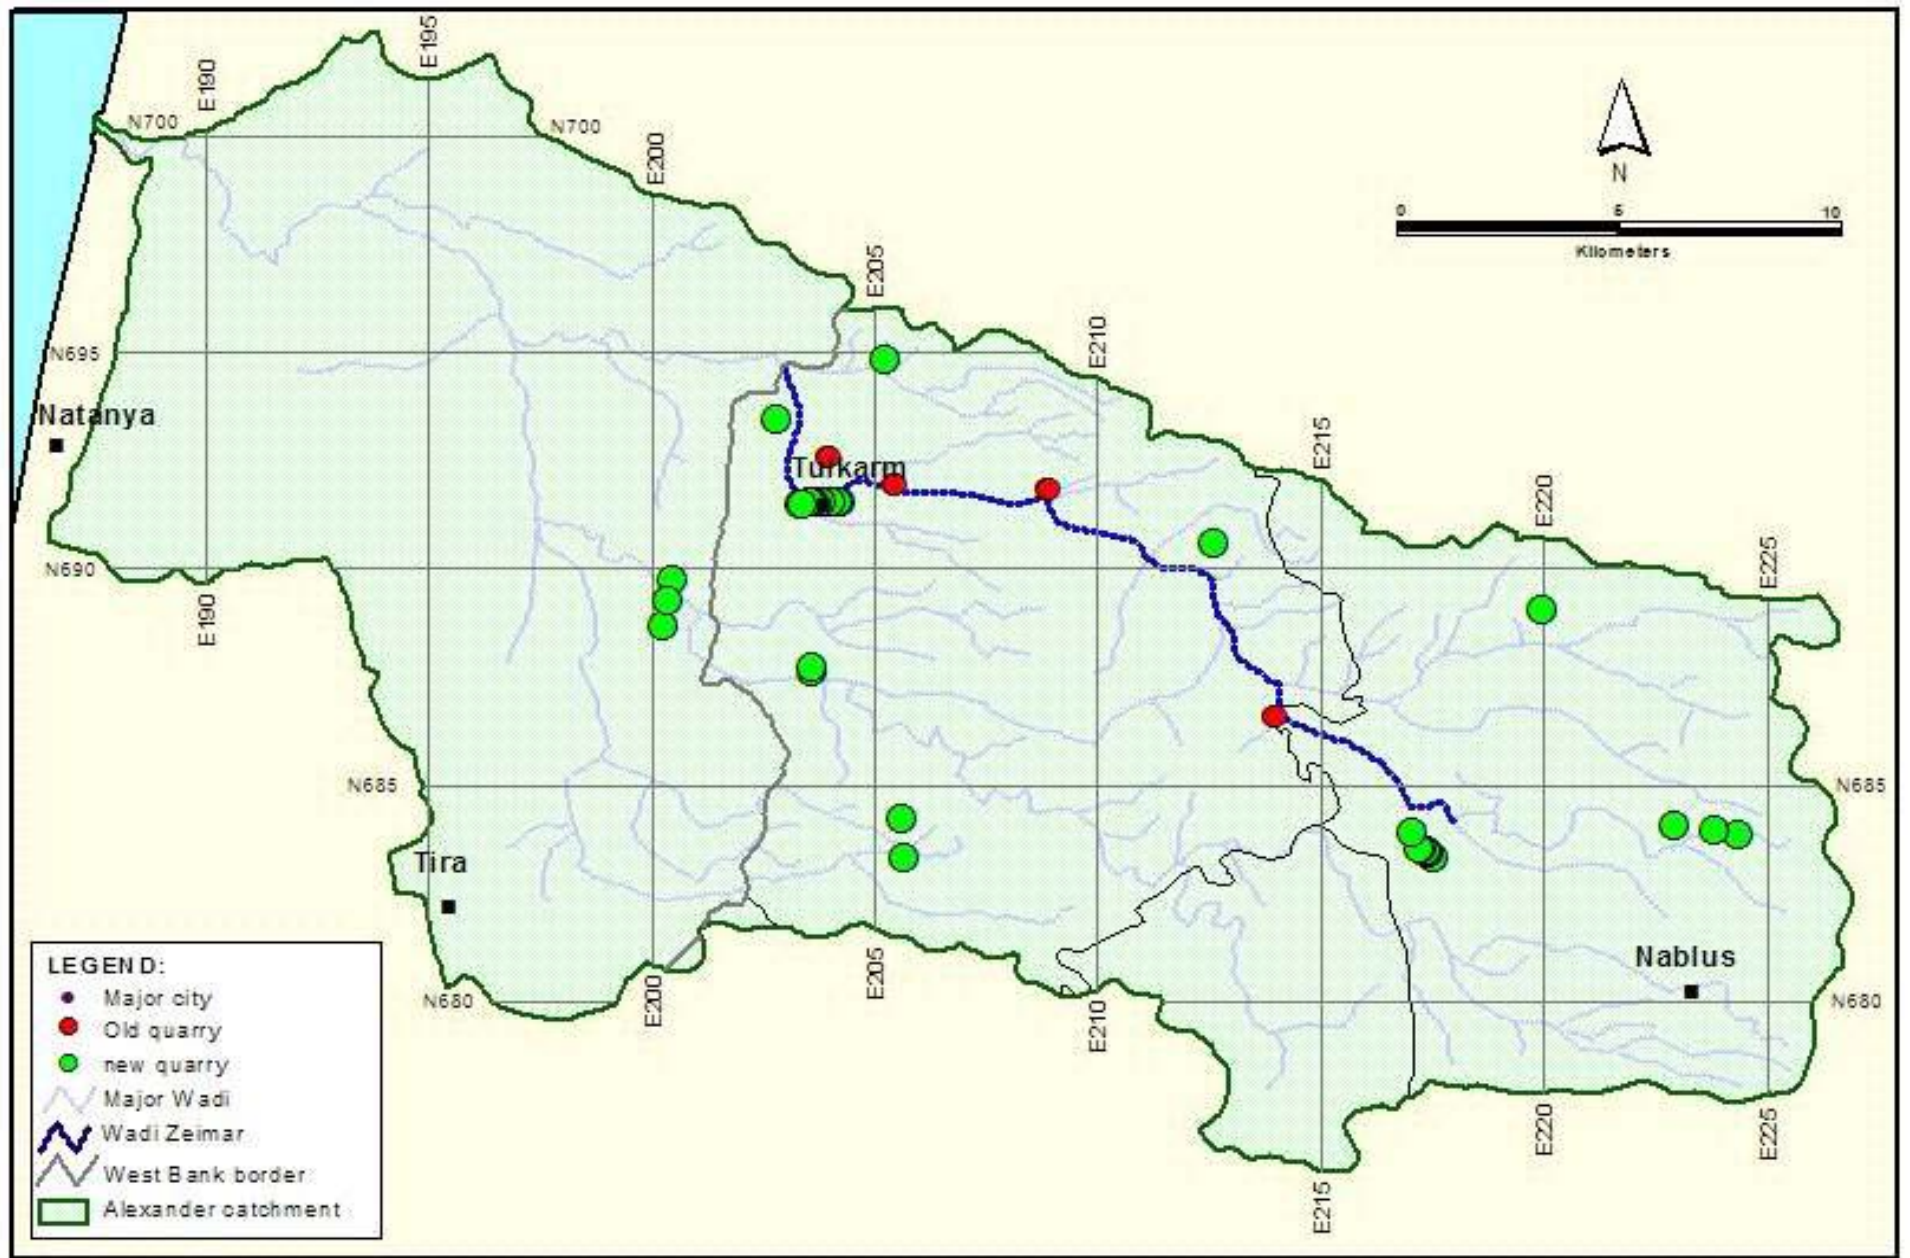 E195
E190
N700
N700
E200
N
0 5 10
Kilometers
E205
E210
N695
Natanya
E215
Tulkarm
E220
E225
N690
E190
N685
N685
Tira
Nablus
N680
N680
E200
E205
E210
E220
E225
E215
LEGEND:
Major city
Old quarry
new quarry
Major Wadi
Wadi Zeimar
West Bank border
Alexander catchment